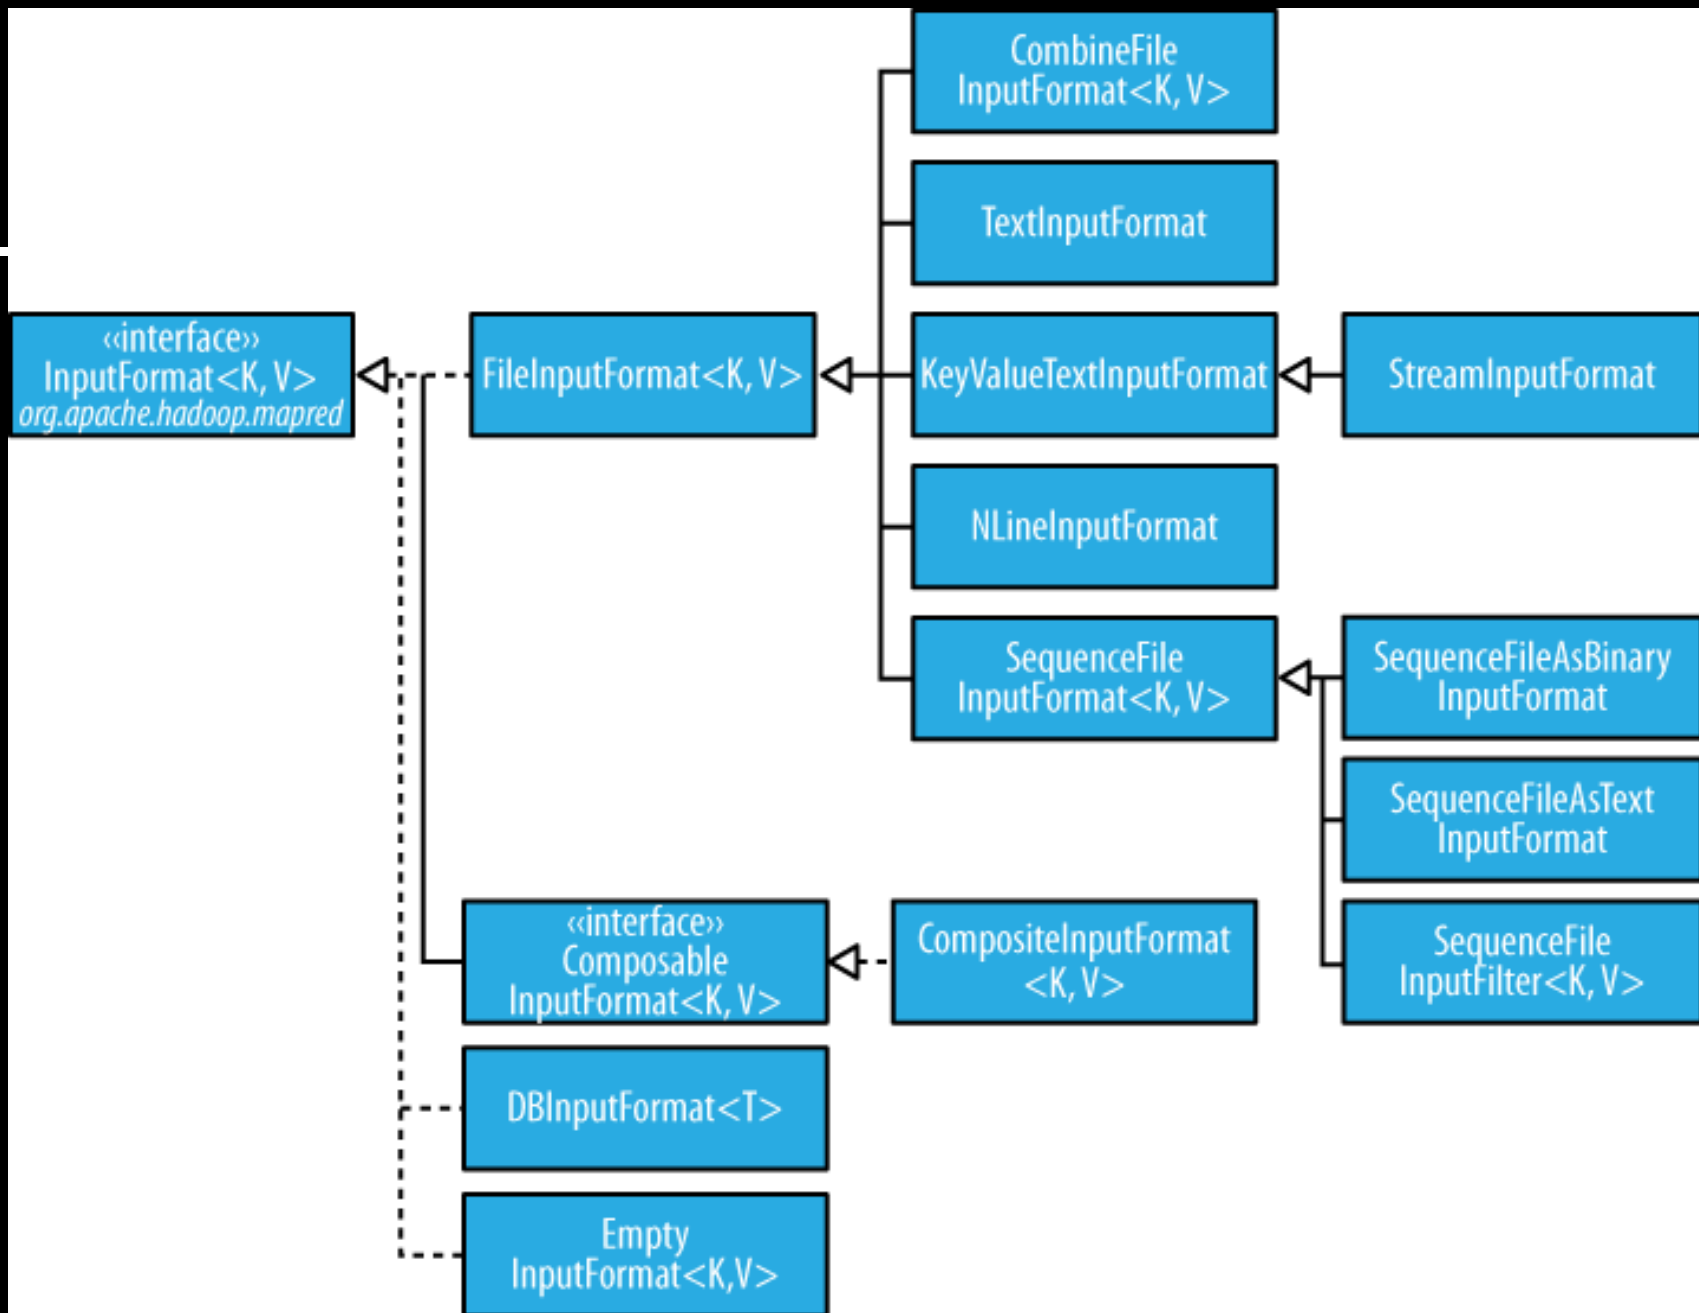 CombineFile
InputFormat<K, V>
TextInputFormat
‹‹interface››
InputFormat<K, V>
org.apache.hadoop.mapred
FileInputFormat<K, V>
KeyValueTextInputFormat
StreamInputFormat
NLineInputFormat
SequenceFile
InputFormat<K, V>
SequenceFileAsBinary
InputFormat
SequenceFileAsText
InputFormat
‹‹interface››
Composable
InputFormat<K, V>
CompositeInputFormat
<K, V>
SequenceFile
InputFilter<K, V>
DBInputFormat<T>
Empty
InputFormat<K,V>